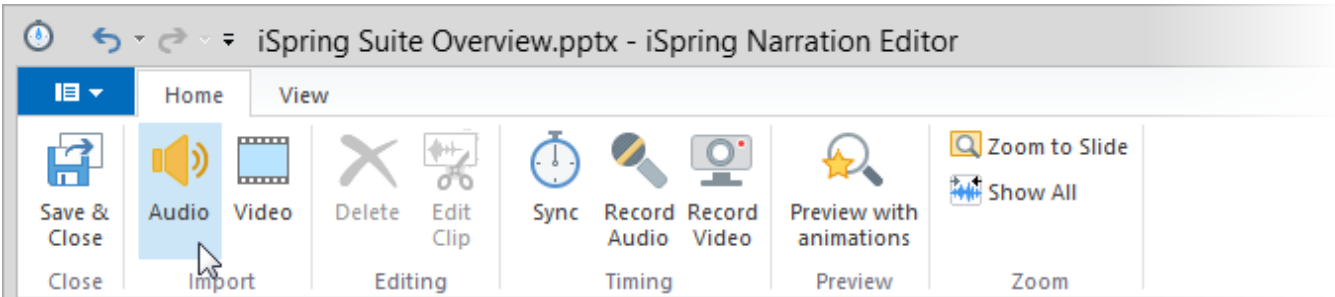 iSpring Suite Overview.pptx - iSpring Narration Editor
Home View
Save & Close
Audio
Video
Delete
Edit Clip
Sync
Record Audio
Record Video
Preview with animations
Zoom to Slide
Show All
Close
Import
Editing
Timing
Preview
Zoom